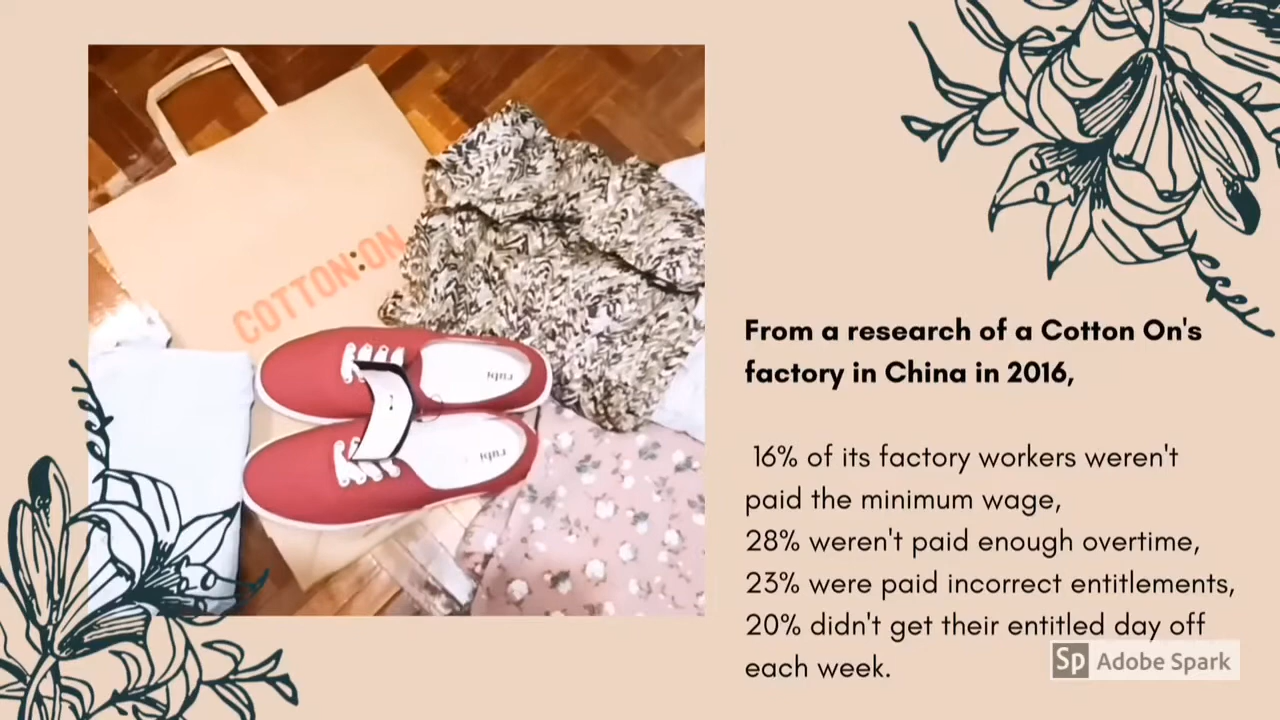 COTTON:ON
rubi
rubi
From a research of a Cotton On's
factory in China in 2016,
16% of its factory workers weren't
paid the minimum wage,
28% weren't paid enough overtime,
23% were paid incorrect entitlements,
20% didn't get their entitled day off
each week.
Sp Adobe Spark